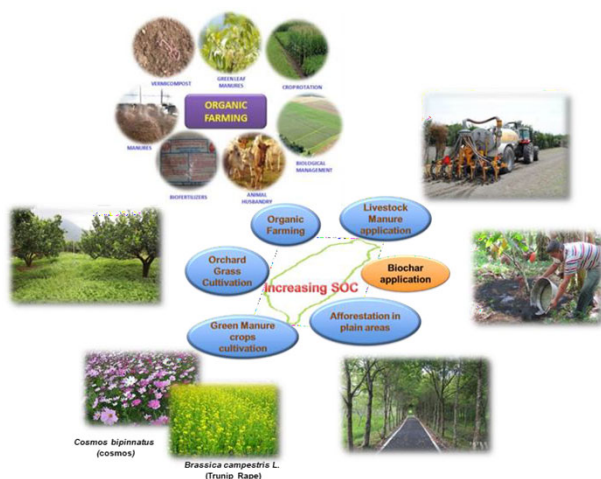 VERMICOMPOST
GREEN LEAF
MANURES
CROPROTATION
ORGANIC
FARMING
MANURES
BIOLOGICAL
MANAGEMENT
BIOFERTILIZERS
ANIMAL
HUSBANDRY
Organic
Farming
Livestock
Manure application
Orchard
Grass
Cultivation
Increasing SOC
Biochar
application
Green Manure
crops
cultivation
Afforestation in
plain areas
Cosmos bipinnatus
(cosmos)
Brassica campestris L.
(Trunip Rape)